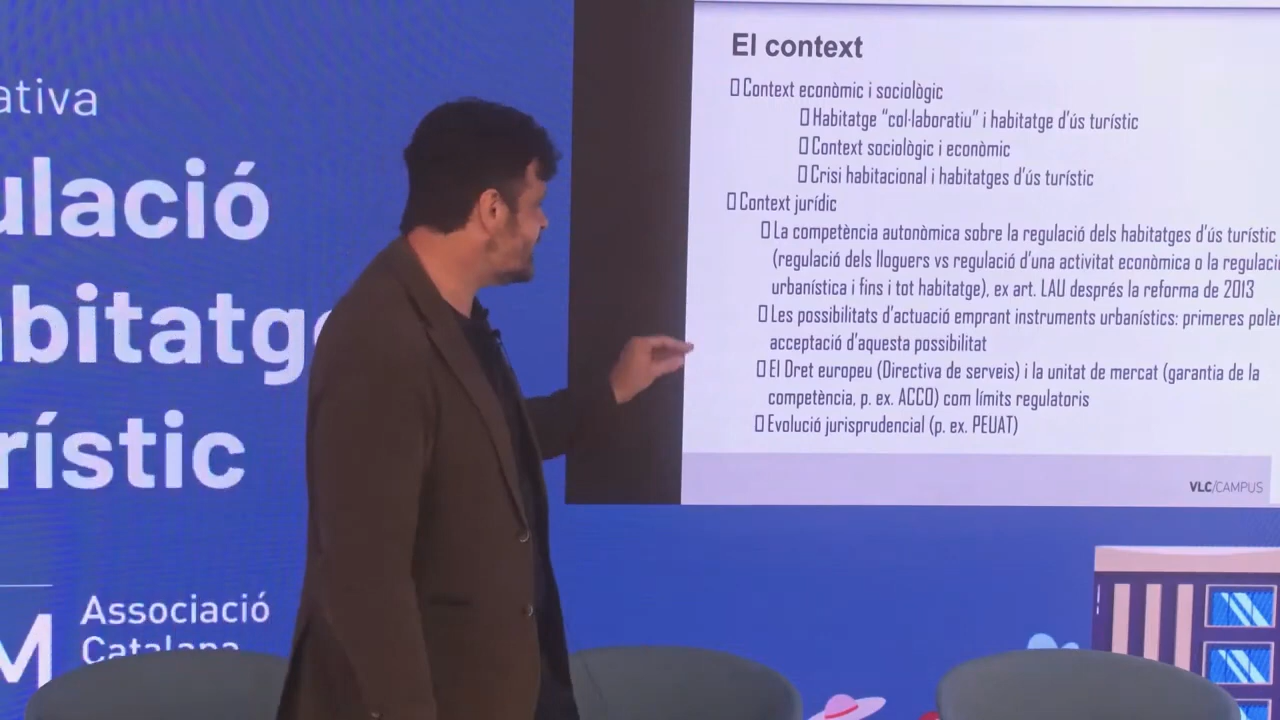 ativa
ulació
abitatge
rístic
M Associació
Catalana
El context
Context econòmic i sociològic
Habitatge “col·laboratiu” i habitatge d'ús turístic
Context sociològic i econòmic
Crisi habitacional i habitatges d'ús turístic
Context jurídic
La competència autonòmica sobre la regulació dels habitatges d'ús turístic
(regulació dels lloguers vs regulació d'una activitat econòmica o la regulaci
urbanística i fins i tot habitatge), ex art. LAU després la reforma de 2013
Les possibilitats d'actuació emprant instruments urbanístics: primeres
acceptació d'aquesta possibilitat
El Dret europeu (Directiva de serveis) i la unitat de mercat (garantia de la
competència, p. ex. ACCO) com límits regulatoris
Evolució jurisprudencial (p. ex. PEUAT)
VLC/CAMPUS